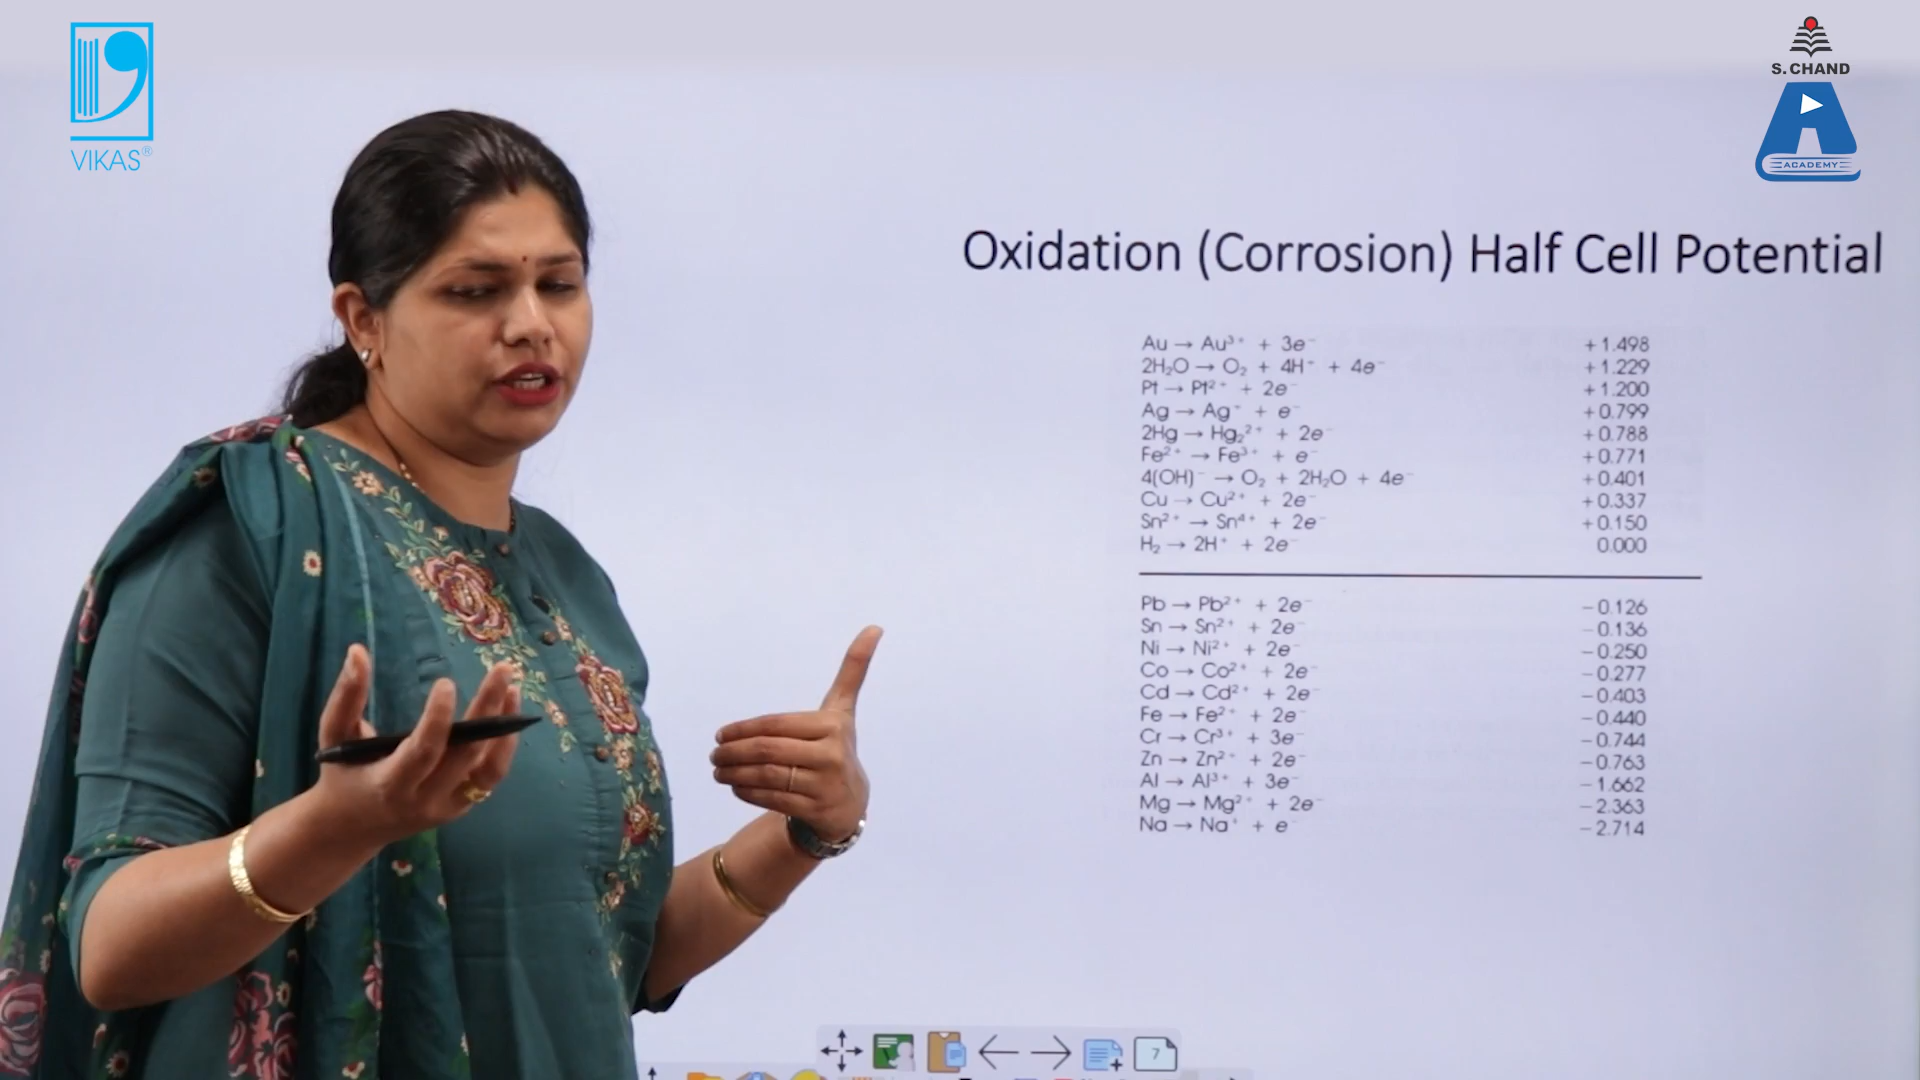 VIKAS®
S. CHAND
ACADEMY
Oxidation (Corrosion) Half Cell Potential
Au → Au³⁺ + 3e⁻ +1.498
2H₂O → O₂ + 4H⁺ + 4e⁻ +1.229
Pt → Pt²⁺ + 2e⁻ +1.200
Ag → Ag⁺ + e⁻ +0.799
2Hg → Hg₂²⁺ + 2e⁻ +0.788
Fe²⁺ → Fe³⁺ + e⁻ +0.771
4(OH)⁻ → O₂ + 2H₂O + 4e⁻ +0.401
Cu → Cu²⁺ + 2e⁻ +0.337
Sn²⁺ → Sn⁴⁺ + 2e⁻ +0.150
H₂ → 2H⁺ + 2e⁻ 0.000
Pb → Pb²⁺ + 2e⁻ −0.126
Sn → Sn²⁺ + 2e⁻ −0.136
Ni → Ni²⁺ + 2e⁻ −0.250
Co → Co²⁺ + 2e⁻ −0.277
Cd → Cd²⁺ + 2e⁻ −0.403
Fe → Fe²⁺ + 2e⁻ −0.440
Cr → Cr³⁺ + 3e⁻ −0.744
Zn → Zn²⁺ + 2e⁻ −0.763
Al → Al³⁺ + 3e⁻ −1.662
Mg → Mg²⁺ + 2e⁻ −2.363
Na → Na⁺ + e⁻ −2.714
7